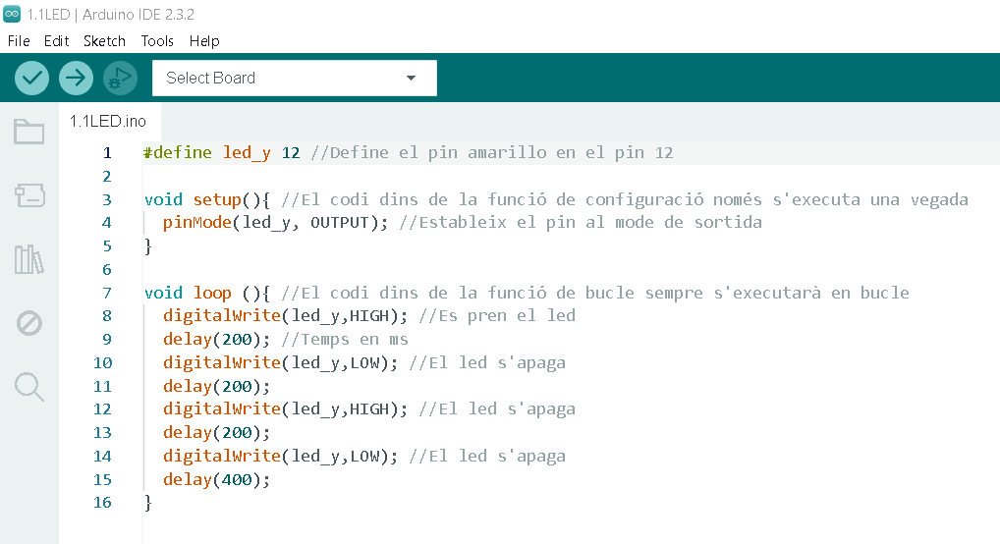 1.1LED | Arduino IDE 2.3.2
File Edit Sketch Tools Help
Select Board
1.1LED.ino
1 #define led_y 12 //Define el pin amarillo en el pin 12
2
3 void setup(){ //El codi dins de la funció de configuració només s'executa una vegada
4 pinMode(led_y, OUTPUT); //Estableix el pin al mode de sortida
5 }
6
7 void loop (){ //El codi dins de la funció de bucle sempre s'executarà en bucle
8 digitalWrite(led_y,HIGH); //Es pren el led
9 delay(200); //Temps en ms
10 digitalWrite(led_y,LOW); //El led s'apaga
11 delay(200);
12 digitalWrite(led_y,HIGH); //El led s'apaga
13 delay(200);
14 digitalWrite(led_y,LOW); //El led s'apaga
15 delay(400);
16 }